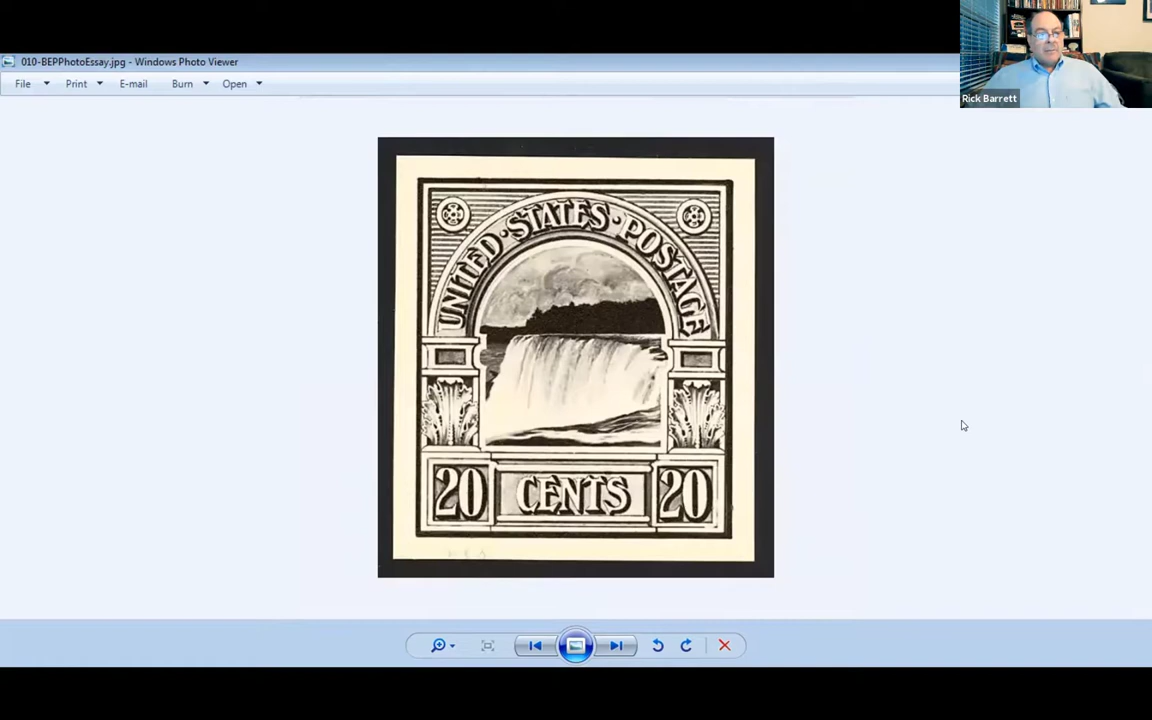 010-BEPPhotoEssay.jpg - Windows Photo Viewer
File Print E-mail Burn Open
Rick Barrett
UNITED · STATES · POSTAGE
20 CENTS 20